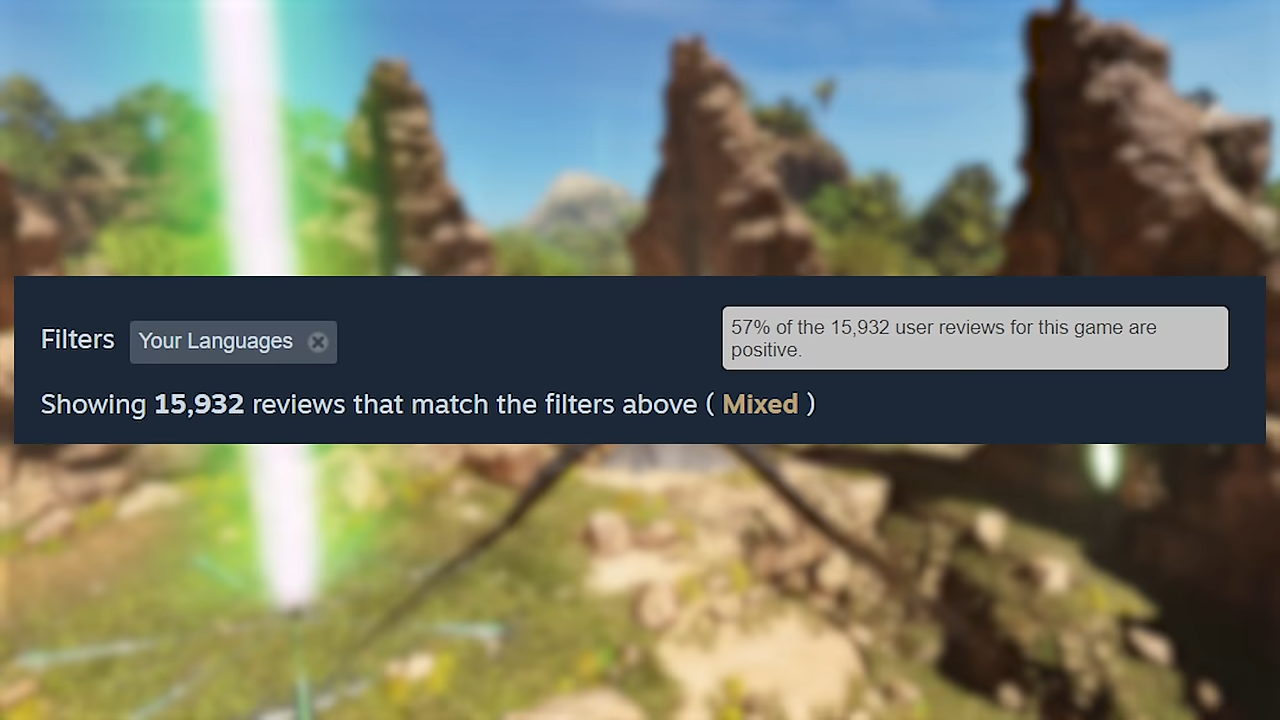 Filters
Your Languages
57% of the 15,932 user reviews for this game are
positive.
Showing 15,932 reviews that match the filters above ( Mixed )